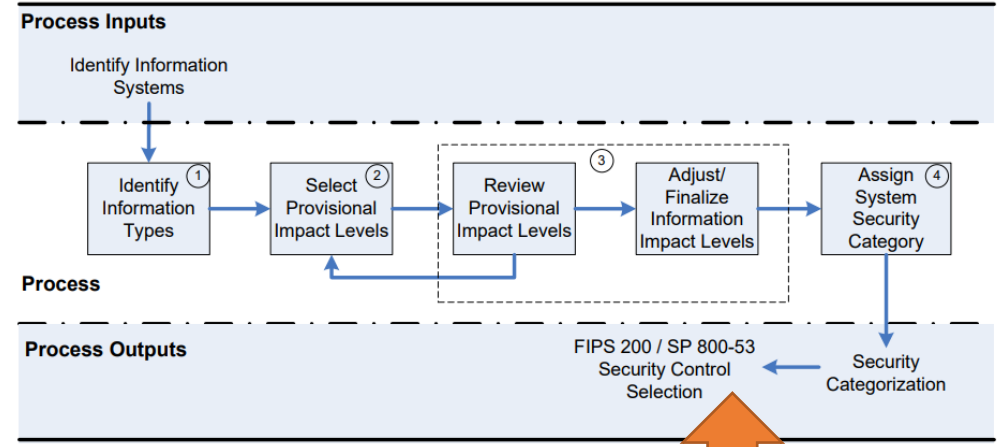 Process Inputs
Identify Information
Systems
1
Identify
Information
Types
2
Select
Provisional
Impact Levels
3
Review
Provisional
Impact Levels
Adjust/
Finalize
Information
Impact Levels
4
Assign
System
Security
Category
Process
Process Outputs
FIPS 200 / SP 800-53
Security Control
Selection
Security
Categorization